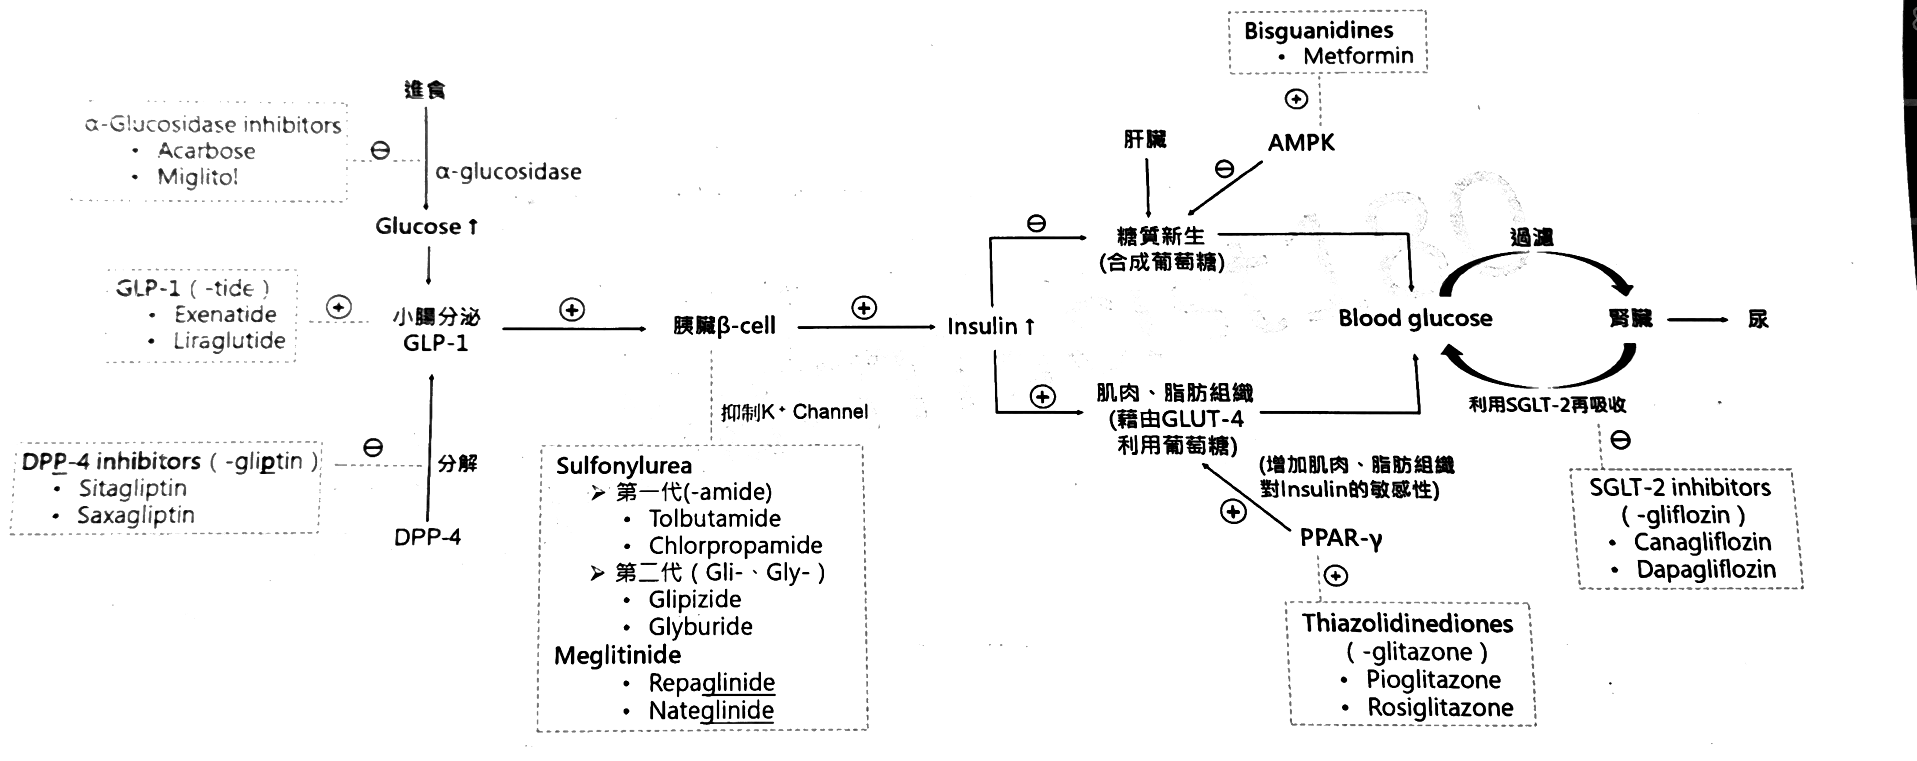 進食
α-Glucosidase inhibitors
• Acarbose
• Miglitol
⊖
α-glucosidase
Glucose↑
GLP-1 ( -tide )
• Exenatide
• Liraglutide
⊕
小腸分泌
GLP-1
DPP-4 inhibitors ( -gliptin )
• Sitagliptin
• Saxagliptin
⊖
分解
DPP-4
⊕
胰臟β-cell
抑制K⁺ Channel
Sulfonylurea
➢ 第一代(-amide)
• Tolbutamide
• Chlorpropamide
➢ 第二代 ( Gli-、Gly- )
• Glipizide
• Glyburide
Meglitinide
• Repaglinide
• Nateglinide
⊕
Insulin↑
⊖
肝臟
糖質新生
(合成葡萄糖)
Bisguanidines
• Metformin
⊕
AMPK
⊖
⊕
肌肉、脂肪組織
(藉由GLUT-4
利用葡萄糖)
(增加肌肉、脂肪組織
對Insulin的敏感性)
⊕
PPAR-γ
⊕
Thiazolidinediones
( -glitazone )
• Pioglitazone
• Rosiglitazone
Blood glucose
過濾
腎臟
尿
利用SGLT-2再吸收
⊖
SGLT-2 inhibitors
( -gliflozin )
• Canagliflozin
• Dapagliflozin